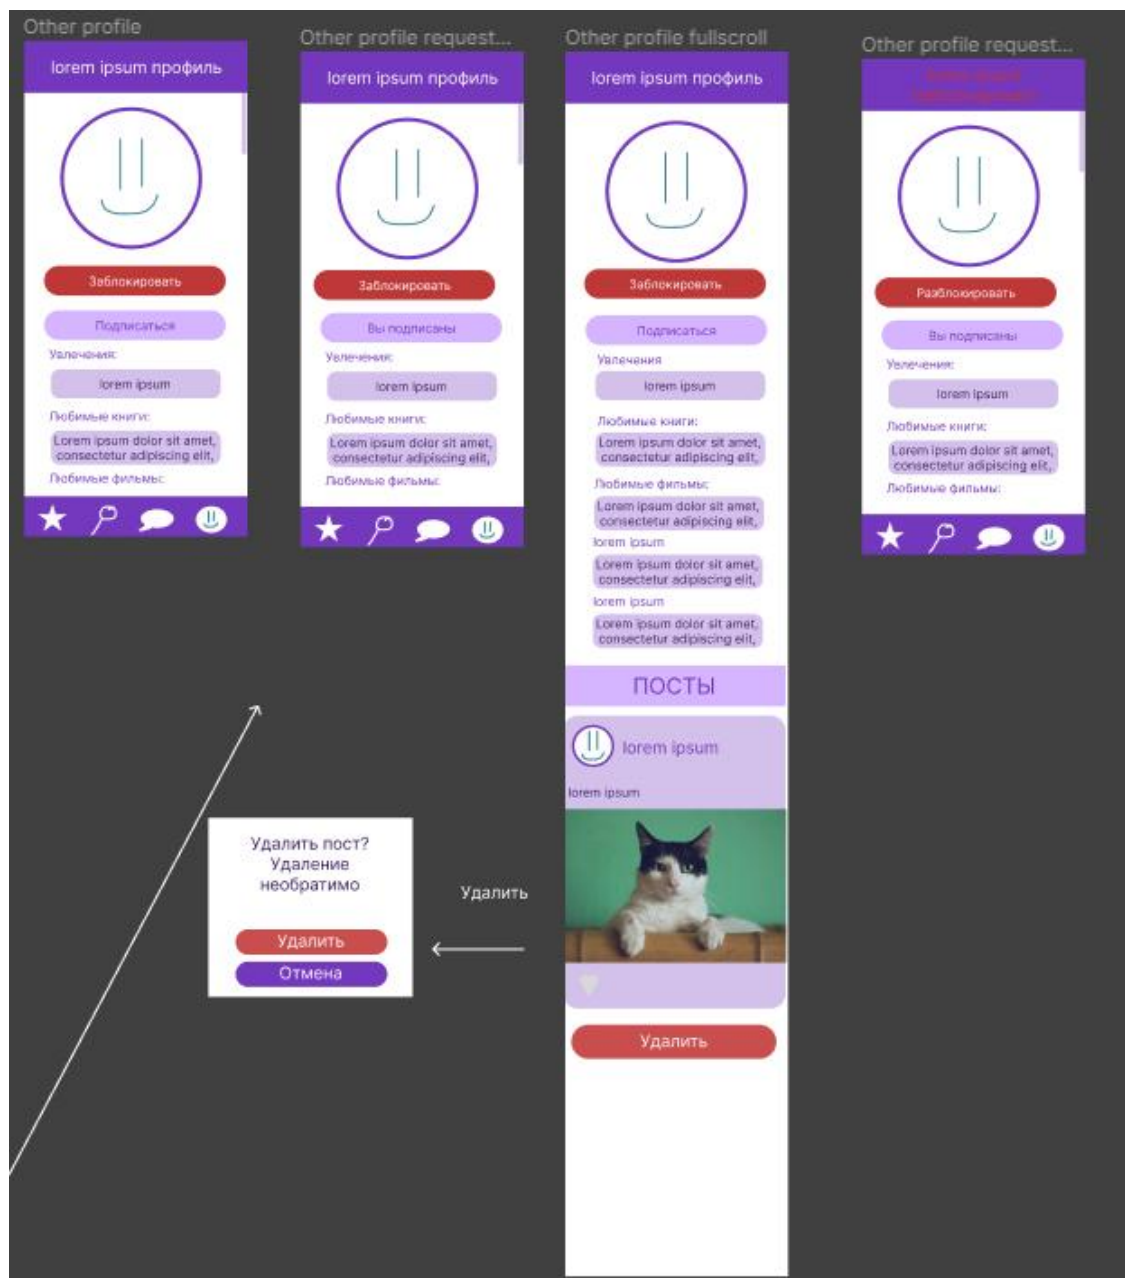 Other profile
lorem ipsum профиль
Заблокировать
Подписаться
Увлечения:
lorem ipsum
Любимые книги:
Lorem ipsum dolor sit amet,
consectetur adipiscing elit,
Любимые фильмы:
Other profile request...
lorem ipsum профиль
Заблокировать
Вы подписаны
Увлечения:
lorem ipsum
Любимые книги:
Lorem ipsum dolor sit amet,
consectetur adipiscing elit,
Любимые фильмы:
Other profile fullscroll
lorem ipsum профиль
Заблокировать
Подписаться
Увлечения
lorem ipsum
Любимые книги:
Lorem ipsum dolor sit amet,
consectetur adipiscing elit,
Любимые фильмы:
Lorem ipsum dolor sit amet,
consectetur adipiscing elit,
lorem ipsum
Lorem ipsum dolor sit amet,
consectetur adipiscing elit,
lorem ipsum
Lorem ipsum dolor sit amet,
consectetur adipiscing elit,
ПОСТЫ
lorem ipsum
lorem ipsum
Удалить
Other profile request...
Разблокировать
Вы подписаны
Увлечения:
lorem ipsum
Любимые книги:
Lorem ipsum dolor sit amet,
consectetur adipiscing elit,
Любимые фильмы:
Удалить пост?
Удаление
необратимо
Удалить
Отмена
Удалить